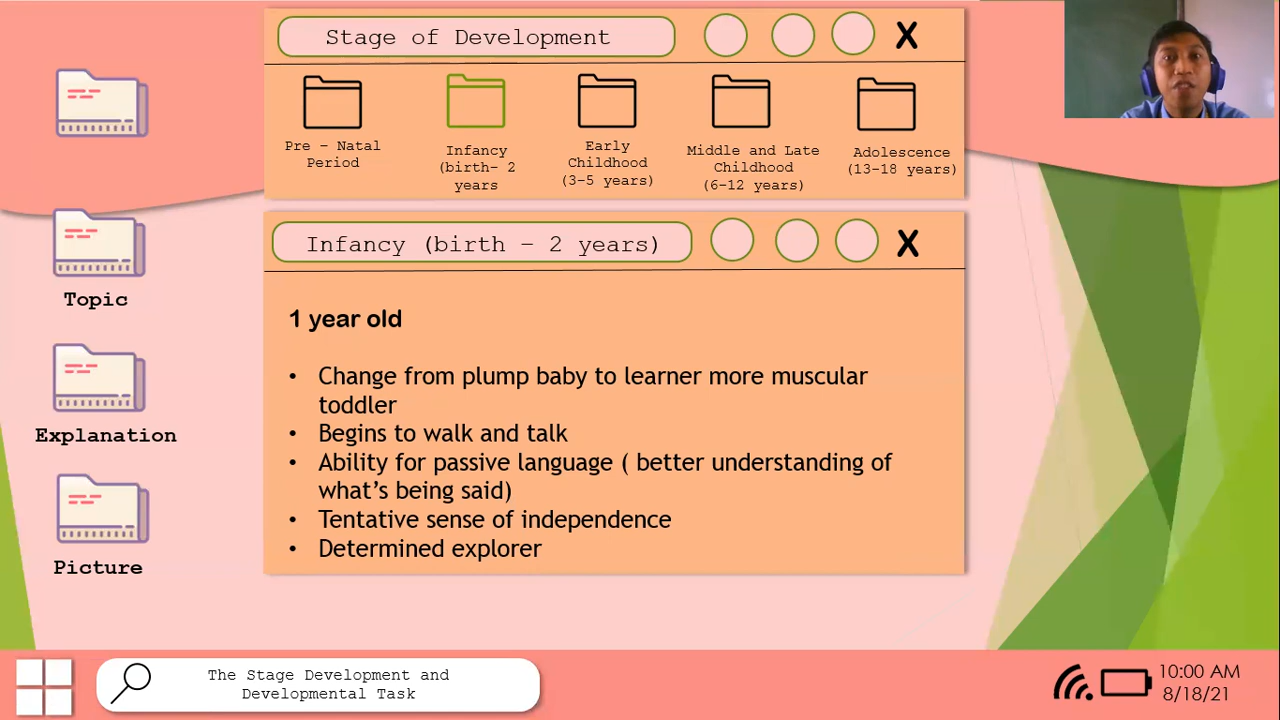 Stage of Development
X
Pre – Natal
Period
Infancy
(birth– 2
years
Early
Childhood
(3–5 years)
Middle and Late
Childhood
(6–12 years)
Adolescence
(13–18 years)
Infancy (birth – 2 years)
X
1 year old
• Change from plump baby to learner more muscular
toddler
• Begins to walk and talk
• Ability for passive language ( better understanding of
what's being said)
• Tentative sense of independence
• Determined explorer
Topic
Explanation
Picture
The Stage Development and
Developmental Task
10:00 AM
8/18/21